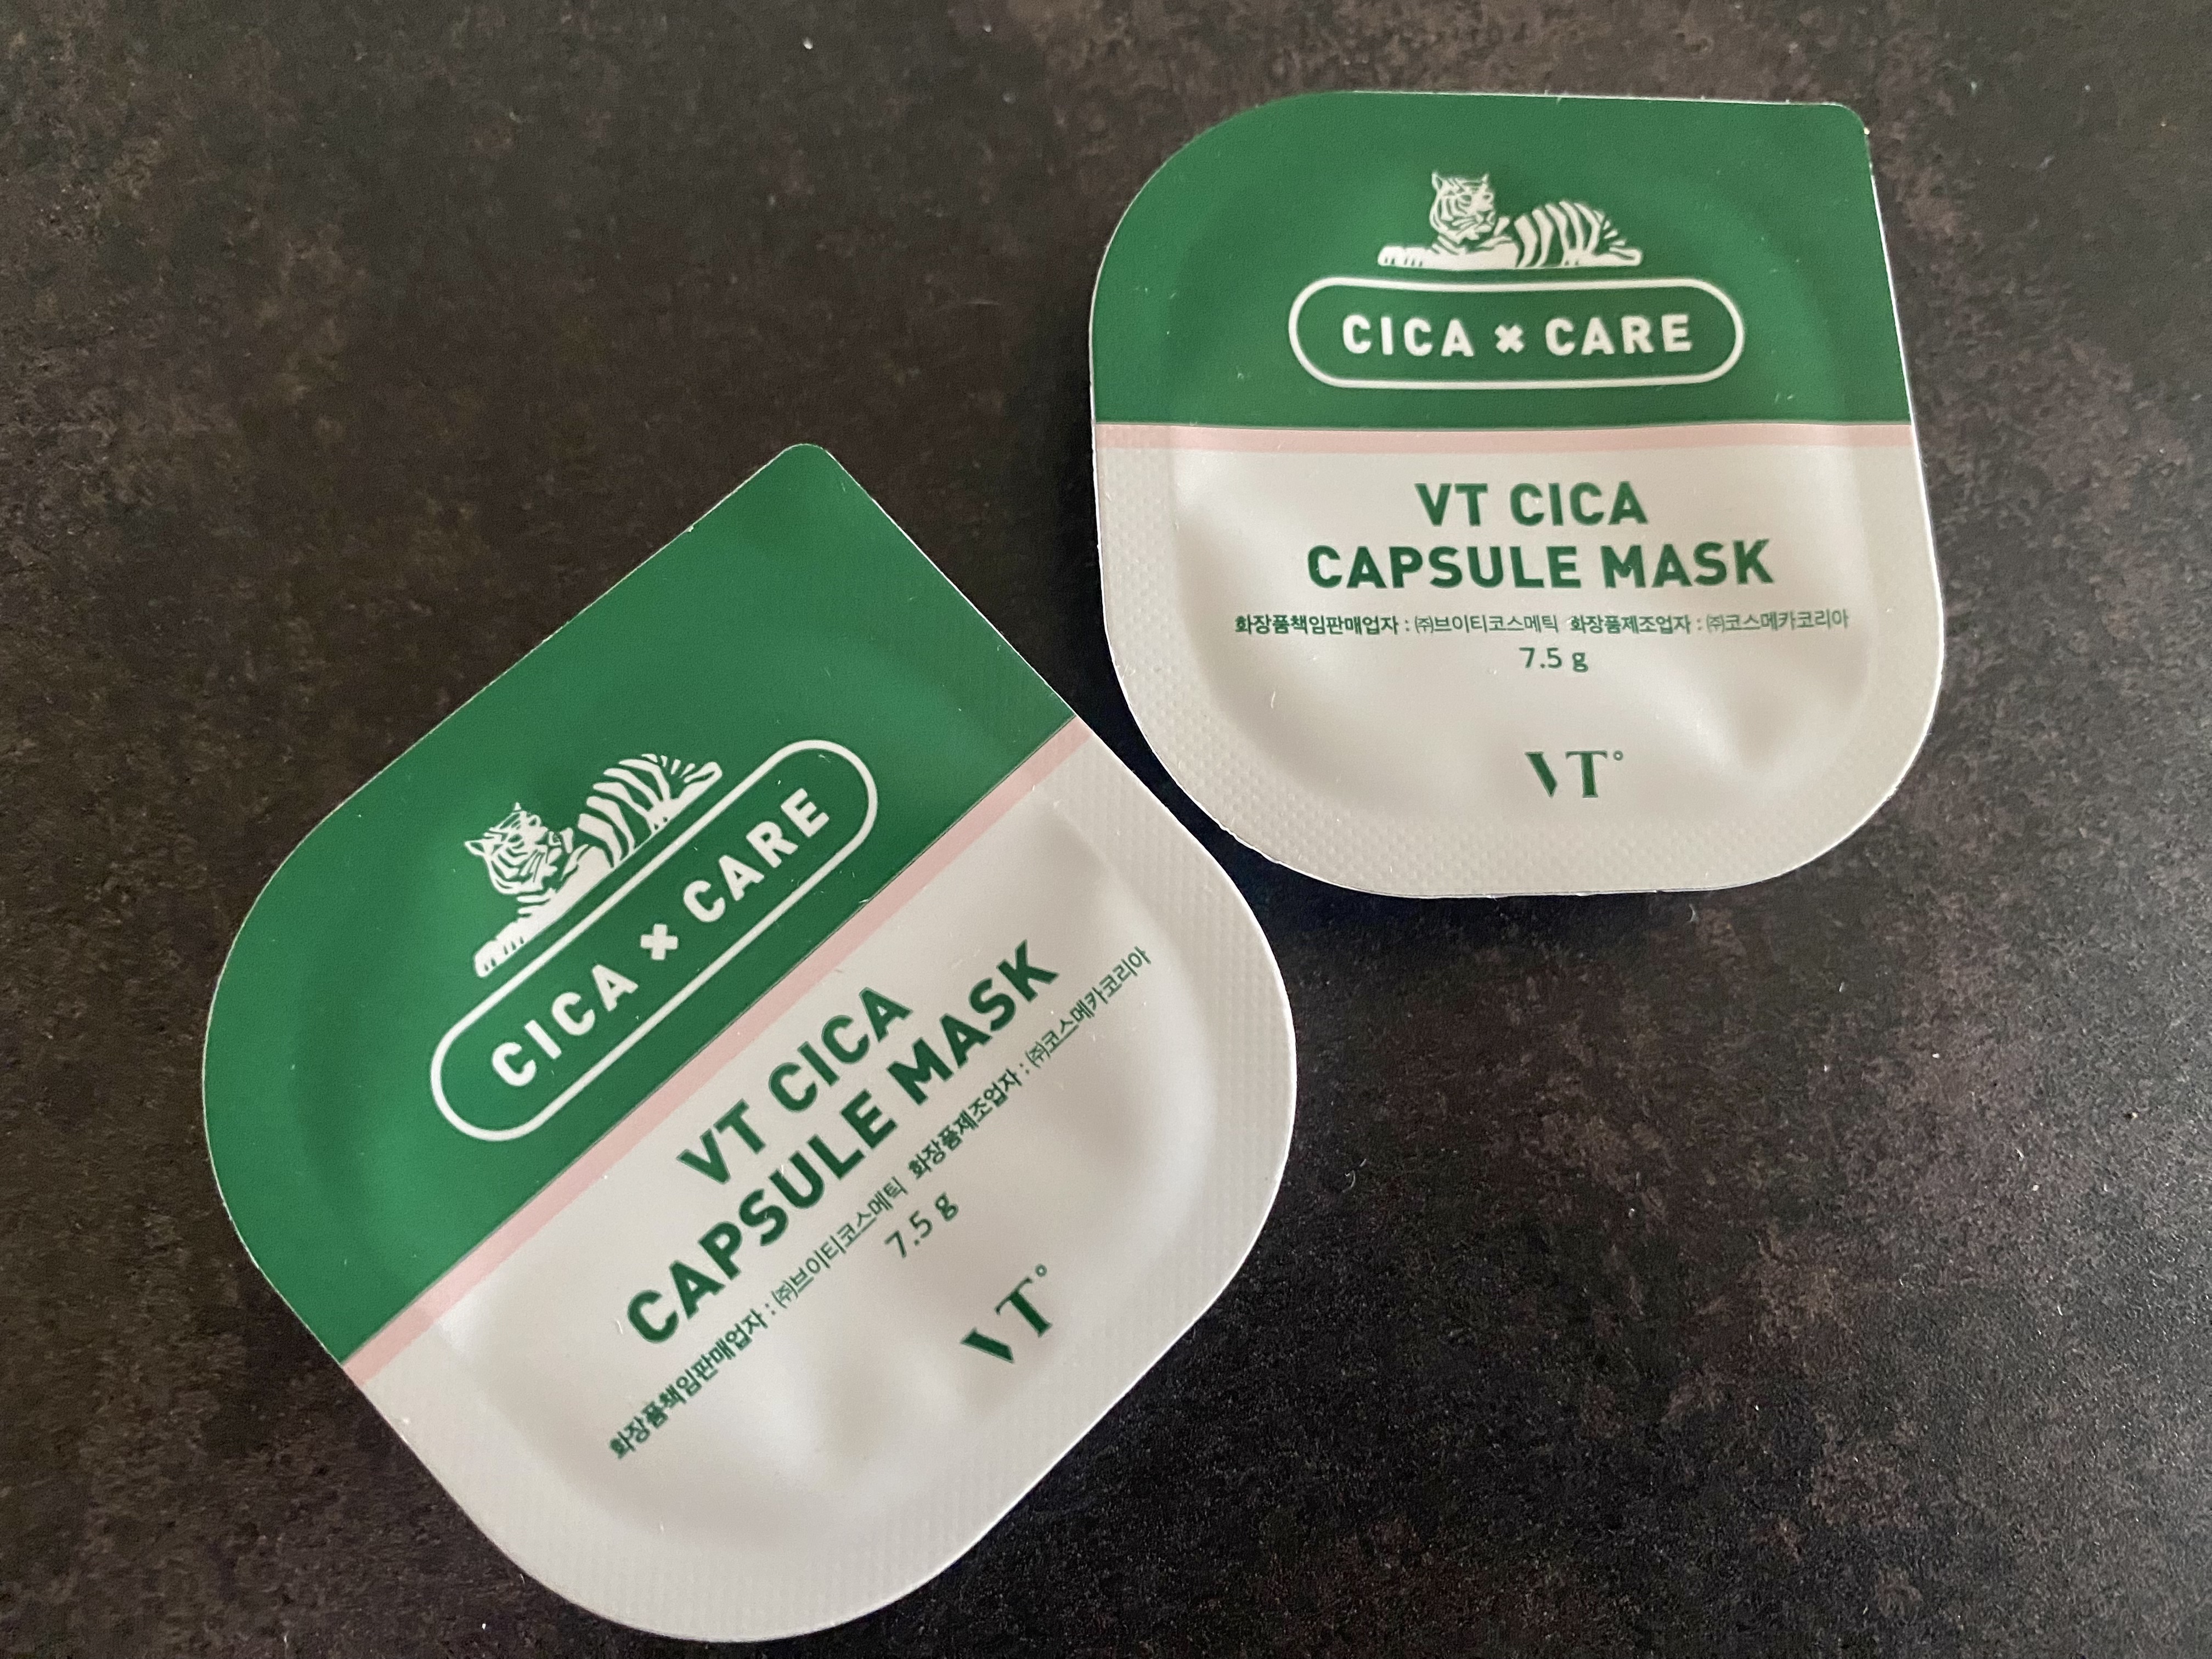 CICA × CARE
VT CICA
CAPSULE MASK
화장품책임판매업자 : ㈜브이티코스메틱 화장품제조업자 : ㈜코스메카코리아
7.5 g
VT°
CICA × CARE
VT CICA
CAPSULE MASK
화장품책임판매업자 : ㈜브이티코스메틱 화장품제조업자 : ㈜코스메카코리아
7.5 g
VT°